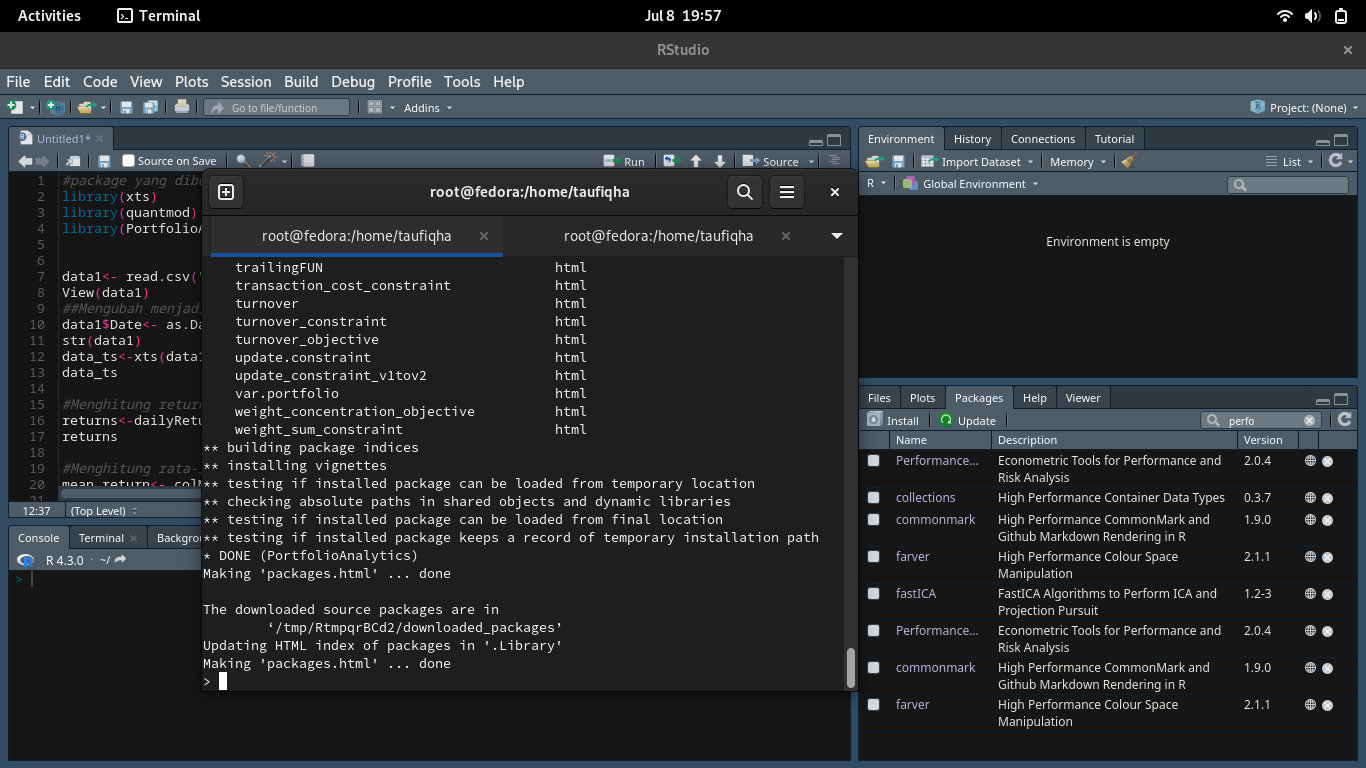 Activities
Terminal
Jul 8 19:57
RStudio
File Edit Code View Plots Session Build Debug Profile Tools Help
Go to file/function
Addins
Project: (None)
Untitled1*
Source on Save
Run
Source
1 #package yang dibu
2 library(xts)
3 library(quantmod)
4 library(PortfolioA
5
6
7 data1<- read.csv(
8 View(data1)
9 ##Mengubah menjadi
10 data1$Date<- as.Da
11 str(data1)
12 data_ts<-xts(data1
13 data_ts
14
15 #Menghitung return
16 returns<-dailyRetu
17 returns
18
19 #Menghitung rata-
20 mean_return<- colM
21
12:37 (Top Level)
Console Terminal Backgrou
R 4.3.0 · ~/
>
root@fedora:/home/taufiqha
root@fedora:/home/taufiqha
root@fedora:/home/taufiqha
trailingFUN html
transaction_cost_constraint html
turnover html
turnover_constraint html
turnover_objective html
update.constraint html
update_constraint_v1tov2 html
var.portfolio html
weight_concentration_objective html
weight_sum_constraint html
** building package indices
** installing vignettes
** testing if installed package can be loaded from temporary location
** checking absolute paths in shared objects and dynamic libraries
** testing if installed package can be loaded from final location
** testing if installed package keeps a record of temporary installation path
* DONE (PortfolioAnalytics)
Making 'packages.html' ... done
The downloaded source packages are in
‘/tmp/RtmpqrBCd2/downloaded_packages’
Updating HTML index of packages in '.Library'
Making 'packages.html' ... done
>
Environment History Connections Tutorial
Import Dataset Memory List
R Global Environment
Environment is empty
Files Plots Packages Help Viewer
Install Update perfo
Name Description Version
Performance... Econometric Tools for Performance and 2.0.4
Risk Analysis
collections High Performance Container Data Types 0.3.7
commonmark High Performance CommonMark and 1.9.0
Github Markdown Rendering in R
farver High Performance Colour Space 2.1.1
Manipulation
fastICA FastICA Algorithms to Perform ICA and 1.2-3
Projection Pursuit
Performance... Econometric Tools for Performance and 2.0.4
Risk Analysis
commonmark High Performance CommonMark and 1.9.0
Github Markdown Rendering in R
farver High Performance Colour Space 2.1.1
Manipulation